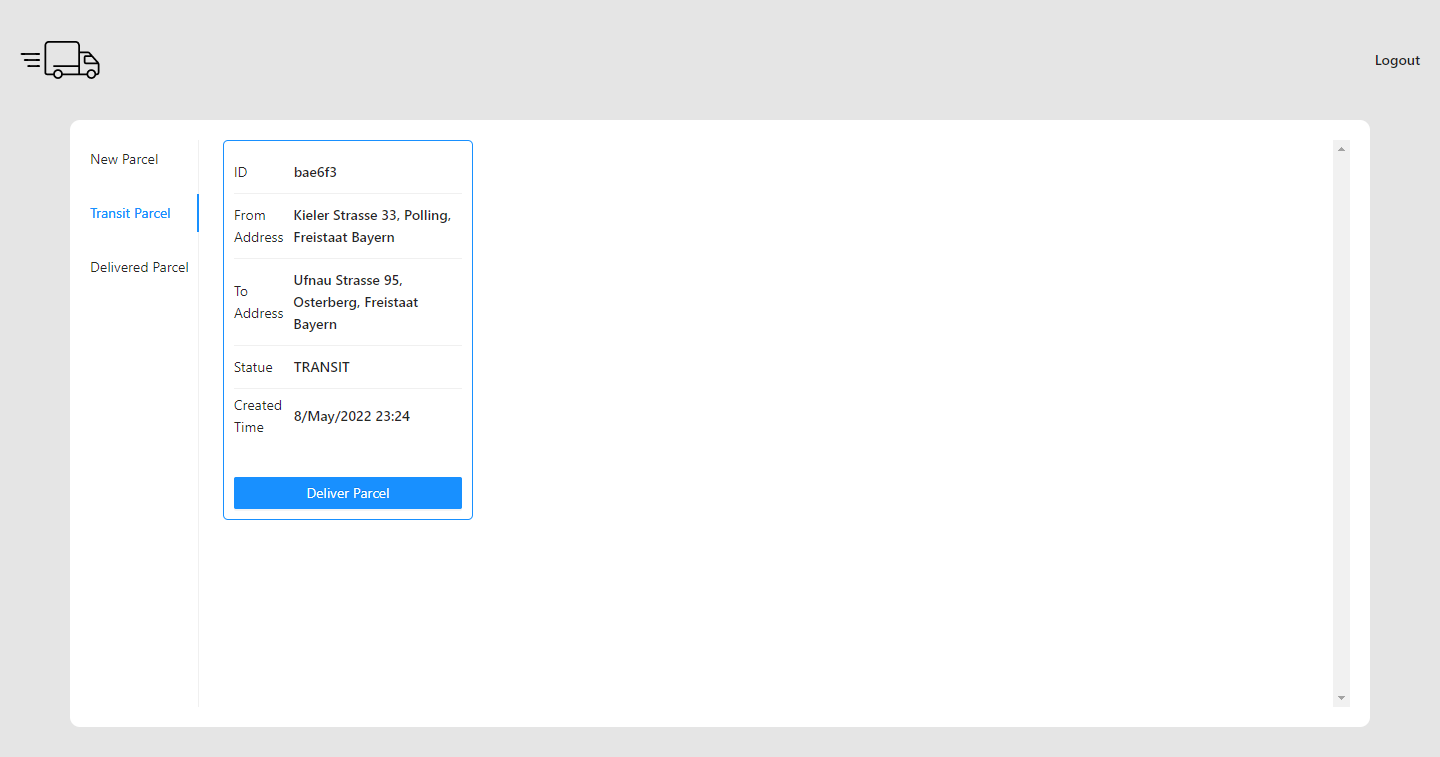 Logout
New Parcel
Transit Parcel
Delivered Parcel
ID bae6f3
From Address Kieler Strasse 33, Polling,
Freistaat Bayern
To Address Ufnau Strasse 95,
Osterberg, Freistaat
Bayern
Statue TRANSIT
Created Time 8/May/2022 23:24
Deliver Parcel